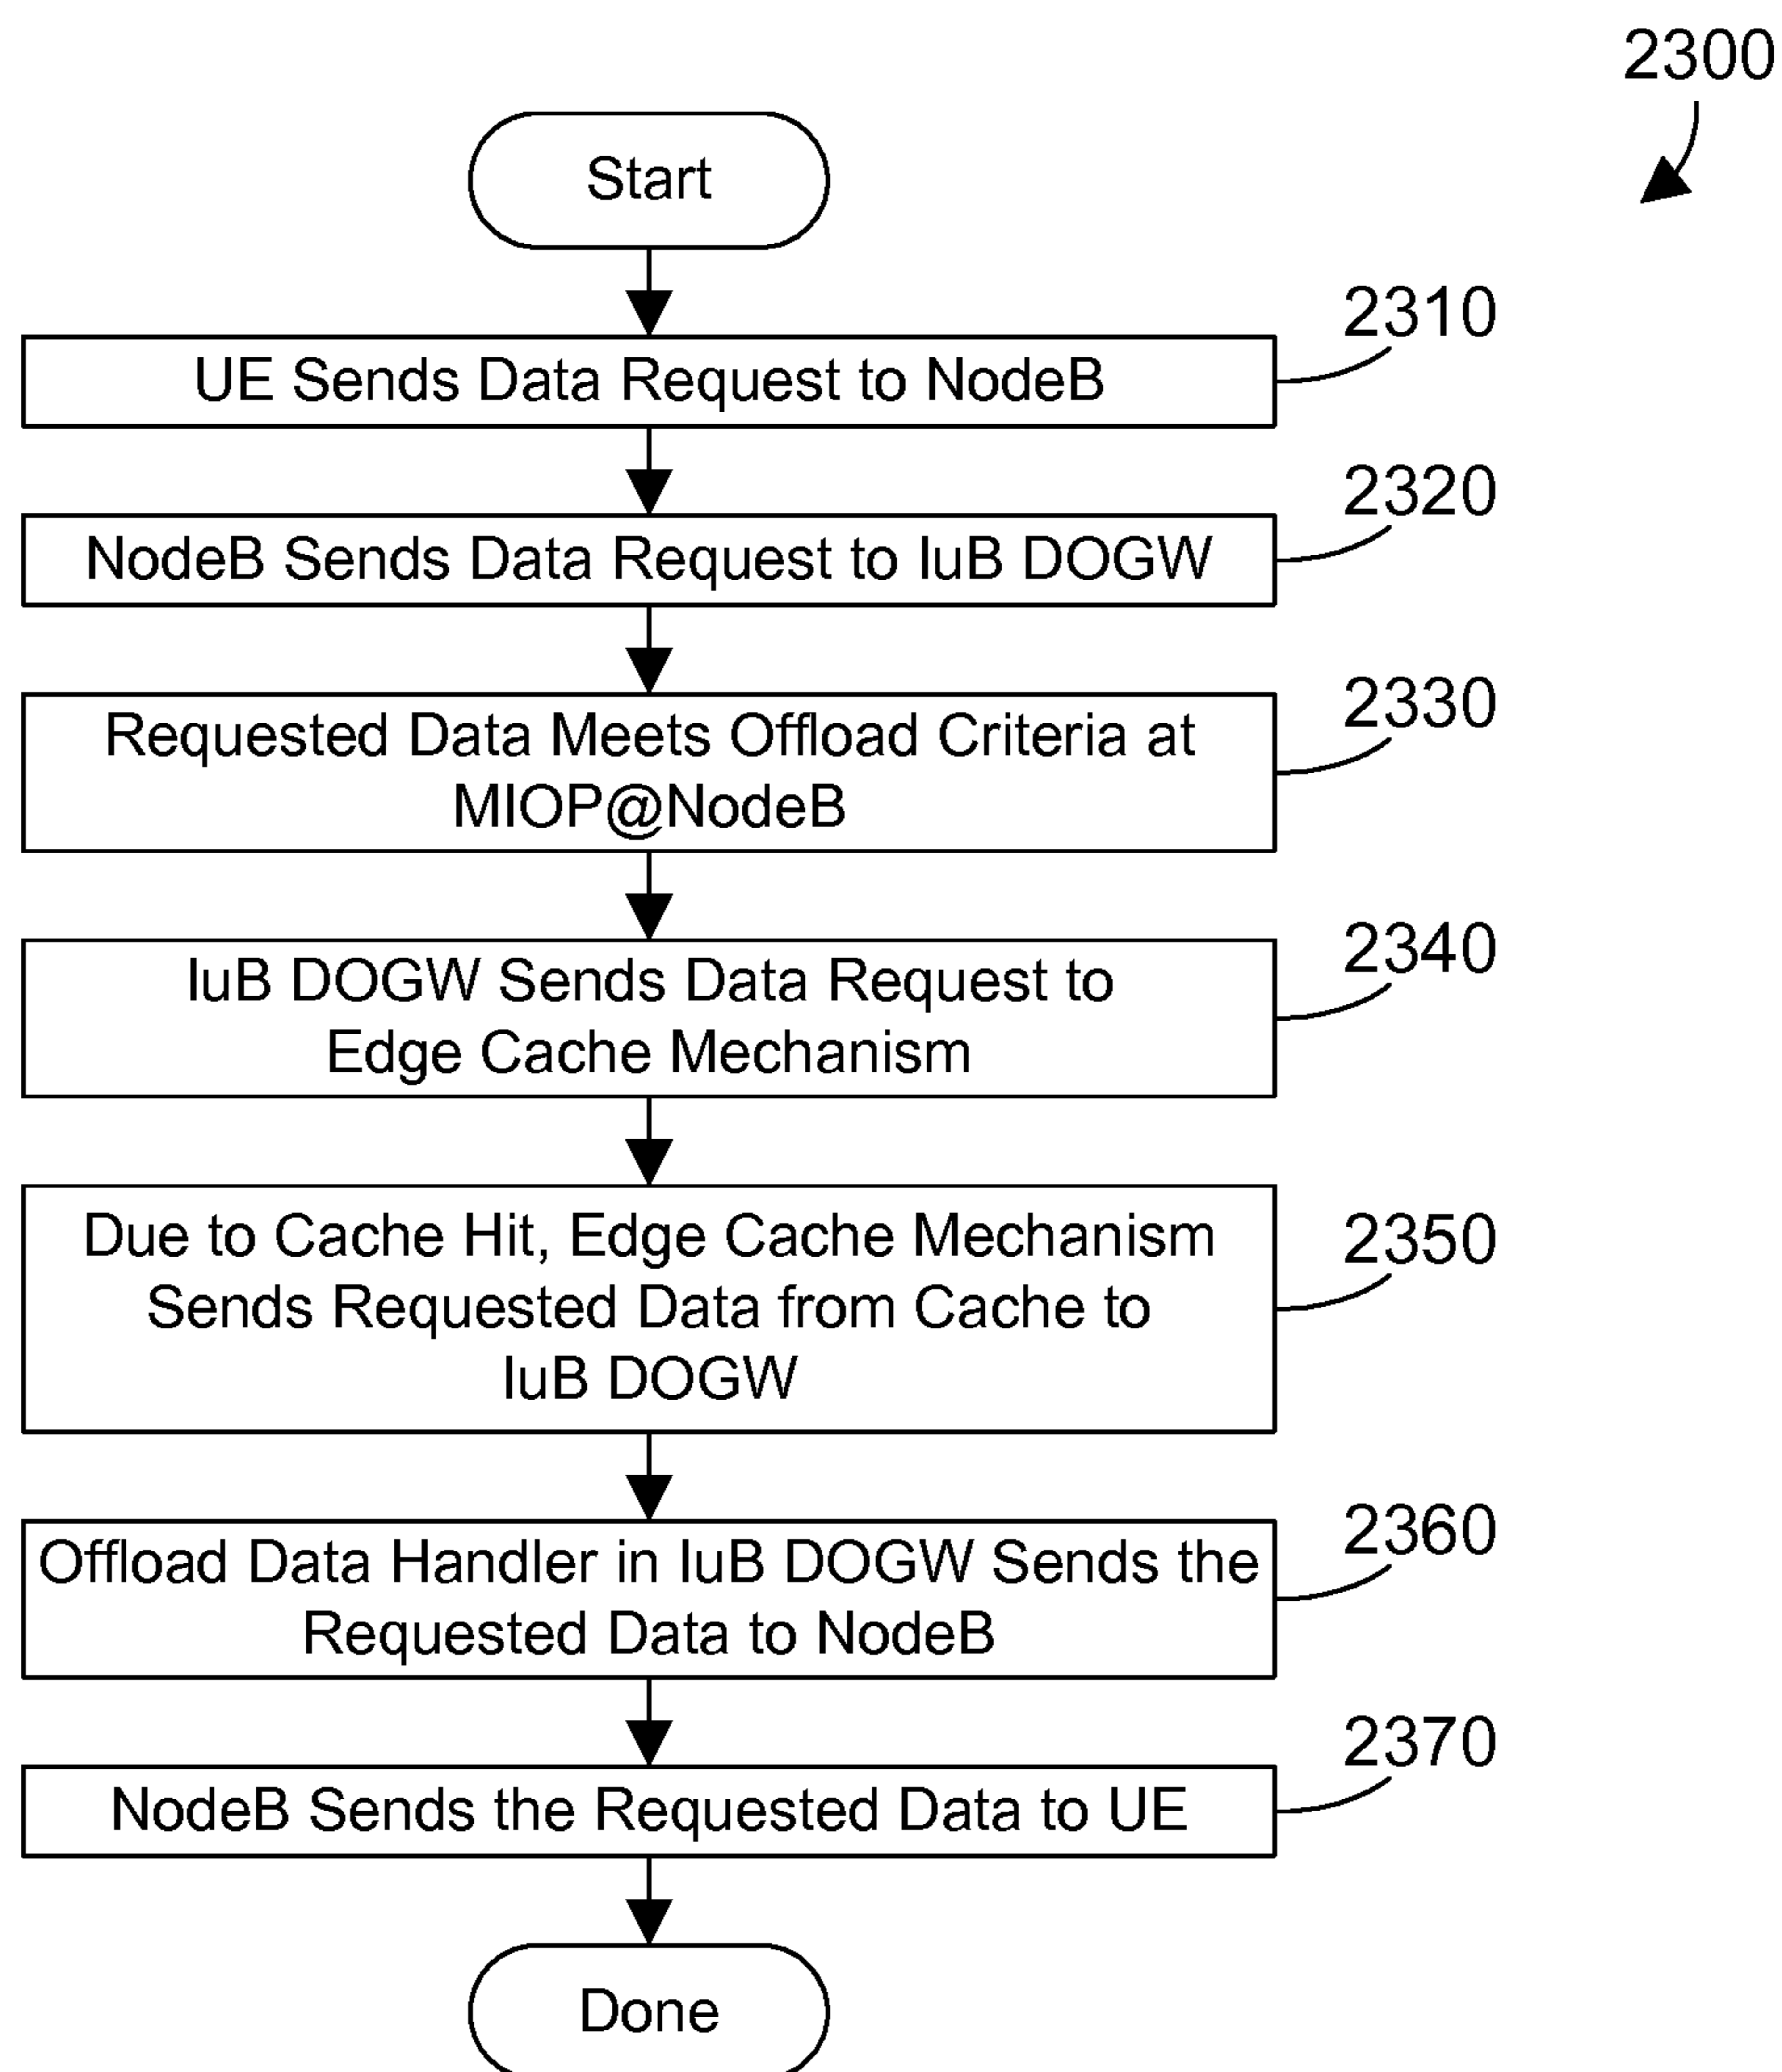 2300
Start
2310
UE Sends Data Request to NodeB
2320
NodeB Sends Data Request to IuB DOGW
2330
Requested Data Meets Offload Criteria at
MIOP@NodeB
2340
IuB DOGW Sends Data Request to
Edge Cache Mechanism
2350
Due to Cache Hit, Edge Cache Mechanism
Sends Requested Data from Cache to
IuB DOGW
2360
Offload Data Handler in IuB DOGW Sends the
Requested Data to NodeB
2370
NodeB Sends the Requested Data to UE
Done